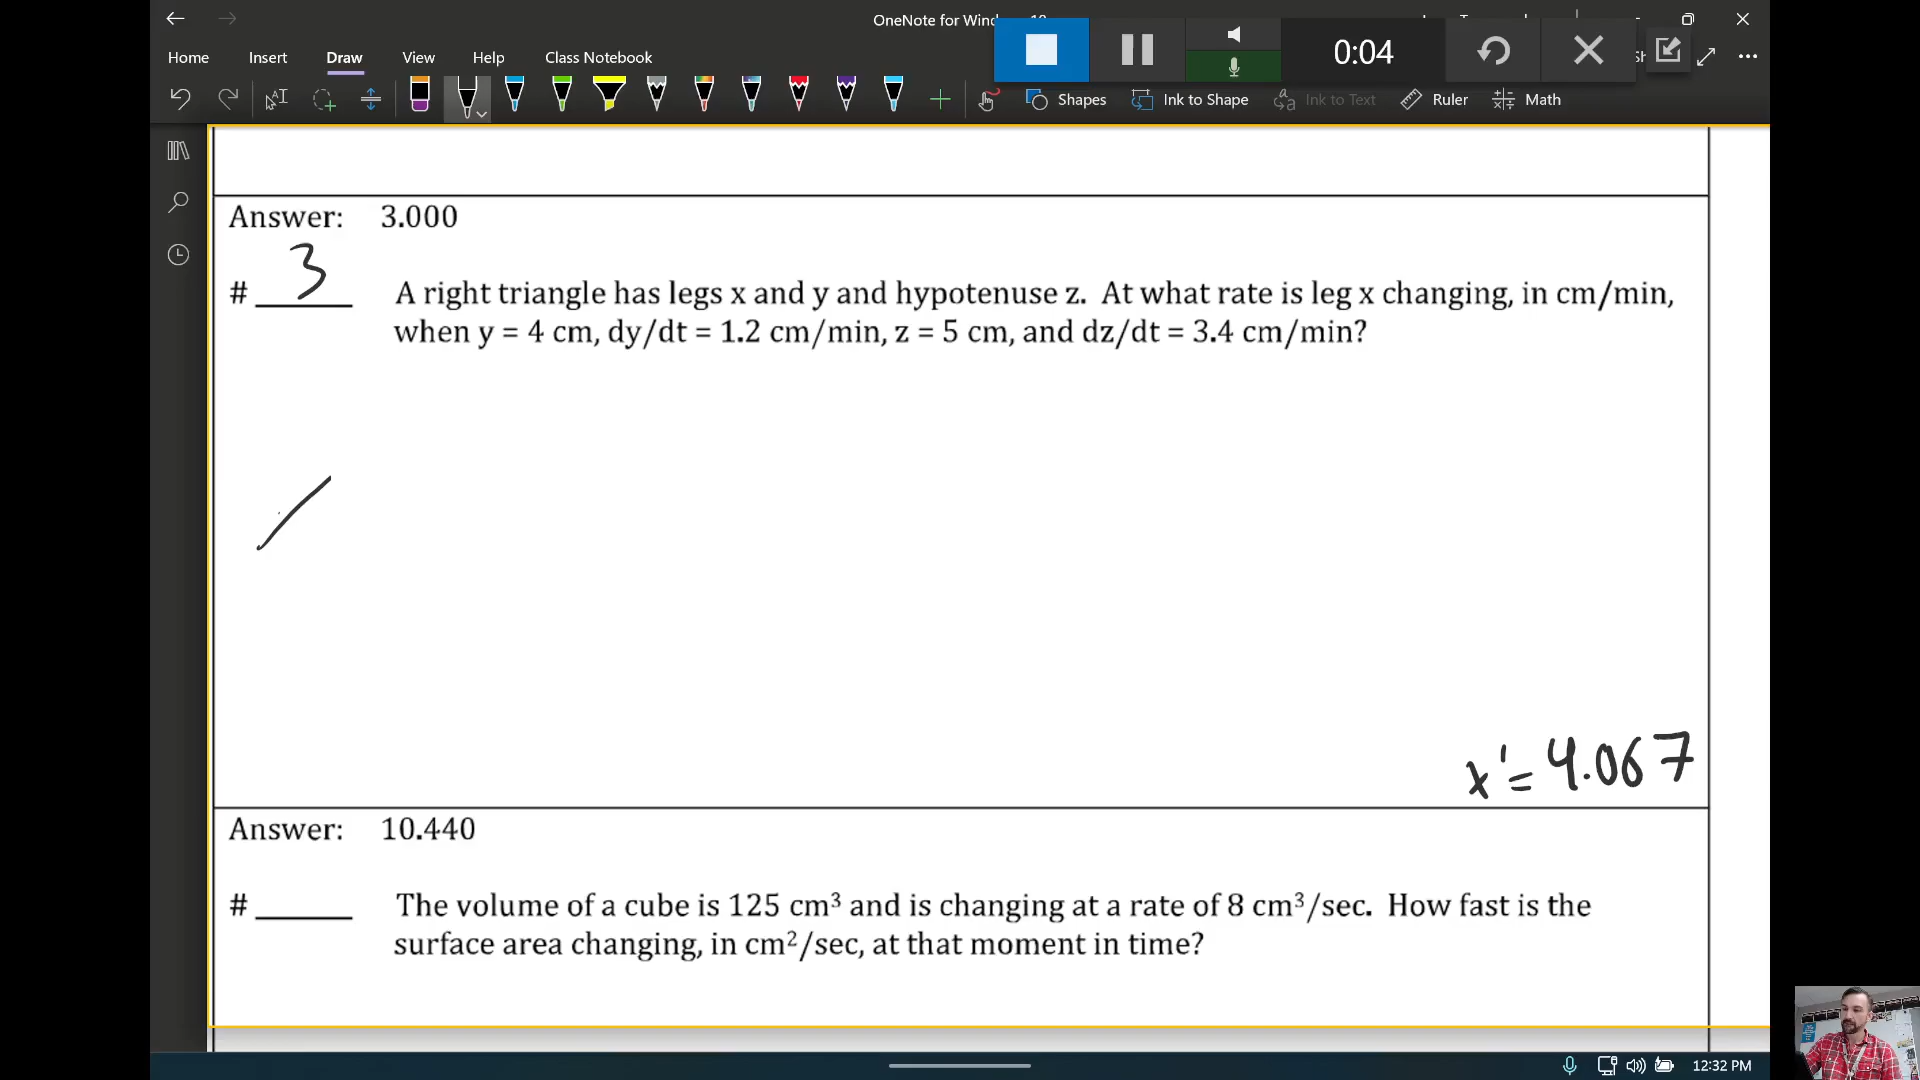 OneNote for Wind
0:04
Home Insert Draw View Help Class Notebook
Shapes Ink to Shape Ink to Text Ruler Math
Answer: 3.000
# 3 A right triangle has legs x and y and hypotenuse z. At what rate is leg x changing, in cm/min,
when y = 4 cm, dy/dt = 1.2 cm/min, z = 5 cm, and dz/dt = 3.4 cm/min?
x' = 4.067
Answer: 10.440
# ______ The volume of a cube is 125 cm³ and is changing at a rate of 8 cm³/sec. How fast is the
surface area changing, in cm²/sec, at that moment in time?
12:32 PM